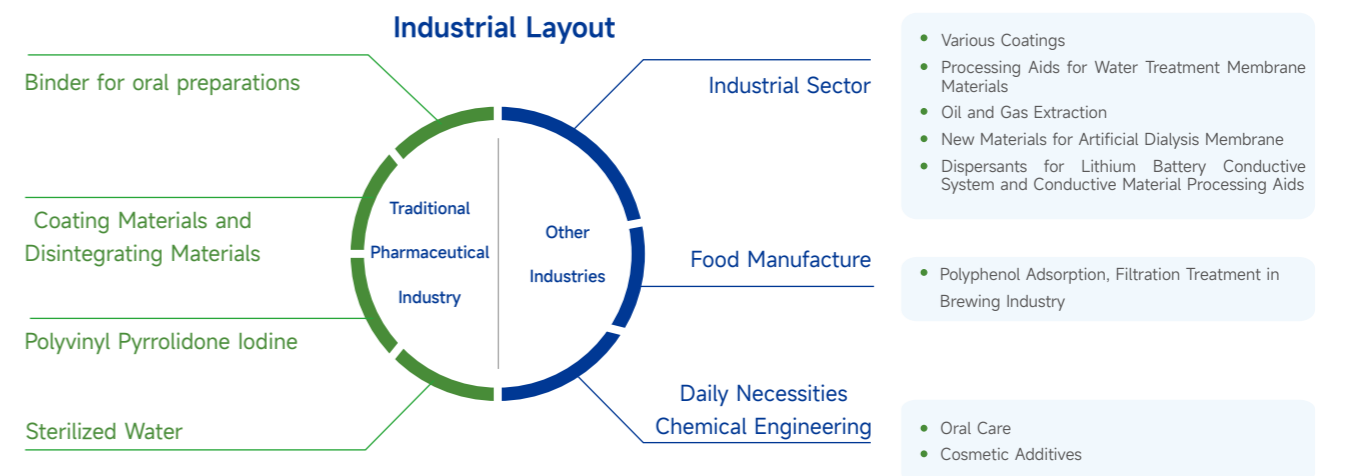 Industrial Layout
Binder for oral preparations
Coating Materials and
Disintegrating Materials
Polyvinyl Pyrrolidone Iodine
Sterilized Water
Traditional
Pharmaceutical
Industry
Other
Industries
Industrial Sector
Various Coatings
Processing Aids for Water Treatment Membrane
Materials
Oil and Gas Extraction
New Materials for Artificial Dialysis Membrane
Dispersants for Lithium Battery Conductive
System and Conductive Material Processing Aids
Food Manufacture
Polyphenol Adsorption, Filtration Treatment in
Brewing Industry
Daily Necessities
Chemical Engineering
Oral Care
Cosmetic Additives